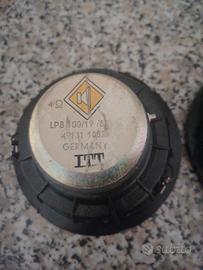 4Ω
LPB 100/19
GERMANY
ITT
subito